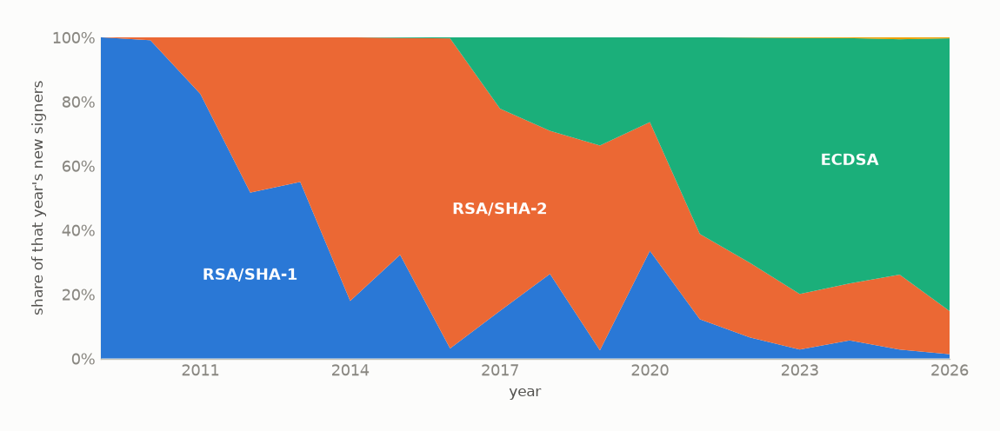 100%
80%
60%
40%
20%
0%
share of that year's new signers
ECDSA
RSA/SHA-2
RSA/SHA-1
2011 2014 2017 2020 2023 2026
year